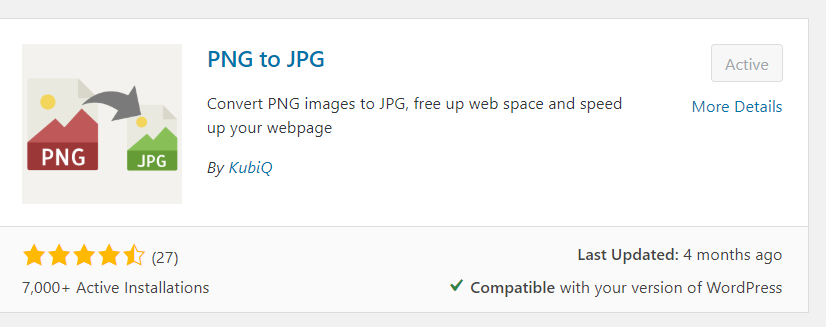 PNG to JPG
Active
Convert PNG images to JPG, free up web space and speed
up your webpage
More Details
By KubiQ
PNG
JPG
(27)
Last Updated: 4 months ago
7,000+ Active Installations
Compatible with your version of WordPress